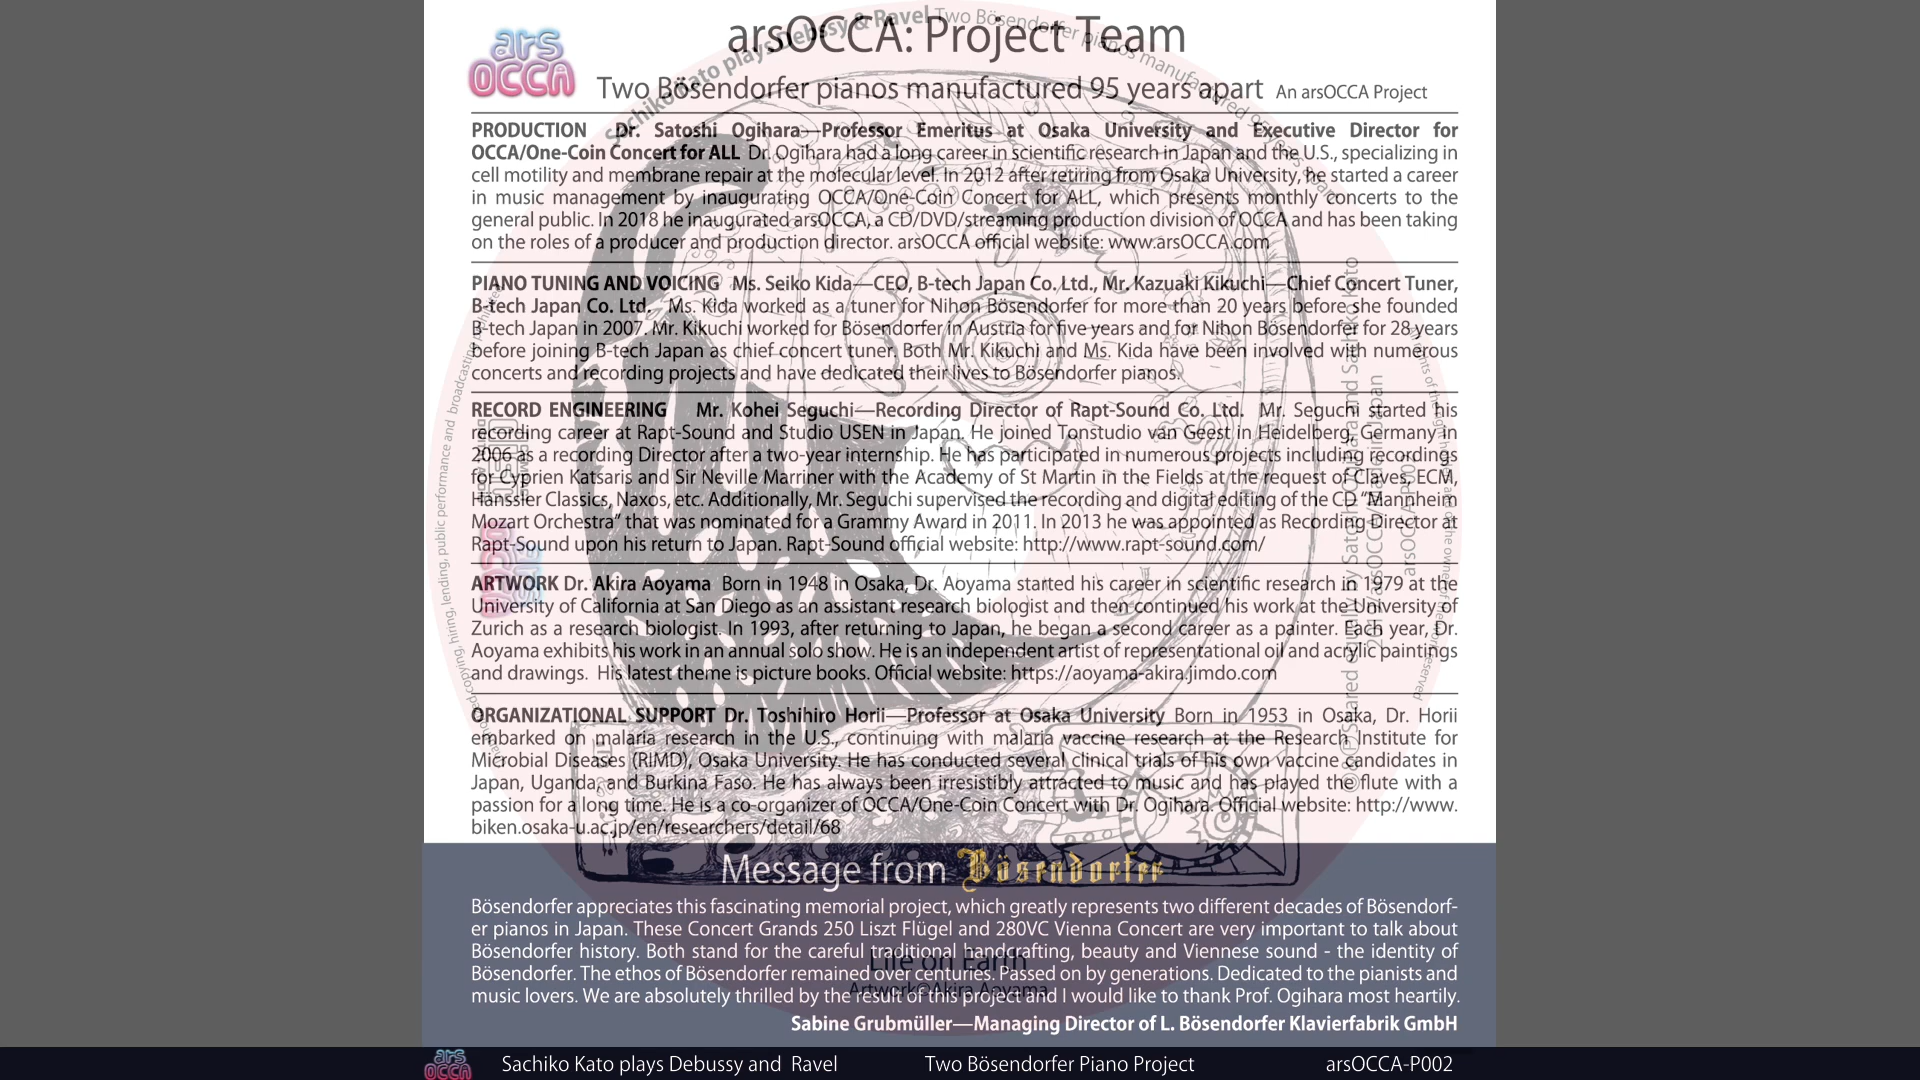 ars OCCA
arsOCCA: Project Team
Two Bösendorfer pianos manufactured 95 years apart An arsOCCA Project
PRODUCTION Dr. Satoshi Ogihara—Professor Emeritus at Osaka University and Executive Director for
OCCA/One-Coin Concert for ALL Dr. Ogihara had a long career in scientific research in Japan and the U.S., specializing in
cell motility and membrane repair at the molecular level. In 2012 after retiring from Osaka University, he started a career
in music management by inaugurating OCCA/One-Coin Concert for ALL, which presents monthly concerts to the
general public. In 2018 he inaugurated arsOCCA, a CD/DVD/streaming production division of OCCA and has been taking
on the roles of a producer and production director. arsOCCA official website: www.arsOCCA.com
PIANO TUNING AND VOICING Ms. Seiko Kida—CEO, B-tech Japan Co. Ltd., Mr. Kazuaki Kikuchi—Chief Concert Tuner,
B-tech Japan Co. Ltd. Ms. Kida worked as a tuner for Nihon Bösendorfer for more than 20 years before she founded
B-tech Japan in 2007. Mr. Kikuchi worked for Bösendorfer in Austria for five years and for Nihon Bösendorfer for 28 years
before joining B-tech Japan as chief concert tuner. Both Mr. Kikuchi and Ms. Kida have been involved with numerous
concerts and recording projects and have dedicated their lives to Bösendorfer pianos.
RECORD ENGINEERING Mr. Kohei Seguchi—Recording Director of Rapt-Sound Co. Ltd. Mr. Seguchi started his
recording career at Rapt-Sound and Studio USEN in Japan. He joined Tonstudio van Geest in Heidelberg, Germany in
2006 as a recording Director after a two-year internship. He has participated in numerous projects including recordings
for Cyprien Katsaris and Sir Neville Marriner with the Academy of St Martin in the Fields at the request of Claves, ECM,
Hänssler Classics, Naxos, etc. Additionally, Mr. Seguchi supervised the recording and digital editing of the CD “Mannheim
Mozart Orchestra” that was nominated for a Grammy Award in 2011. In 2013 he was appointed as Recording Director at
Rapt-Sound upon his return to Japan. Rapt-Sound official website: http://www.rapt-sound.com/
ARTWORK Dr. Akira Aoyama Born in 1948 in Osaka, Dr. Aoyama started his career in scientific research in 1979 at the
University of California at San Diego as an assistant research biologist and then continued his work at the University of
Zurich as a research biologist. In 1993, after returning to Japan, he began a second career as a painter. Each year, Dr.
Aoyama exhibits his work in an annual solo show. He is an independent artist of representational oil and acrylic paintings
and drawings. His latest theme is picture books. Official website: https://aoyama-akira.jimdo.com
ORGANIZATIONAL SUPPORT Dr. Toshihiro Horii—Professor at Osaka University Born in 1953 in Osaka, Dr. Horii
embarked on malaria research in the U.S., continuing with malaria vaccine research at the Research Institute for
Microbial Diseases (RIMD), Osaka University. He has conducted several clinical trials of his own vaccine candidates in
Japan, Uganda, and Burkina Faso. He has always been irresistibly attracted to music and has played the flute with a
passion for a long time. He is a co-organizer of OCCA/One-Coin Concert with Dr. Ogihara. Official website: http://www.
biken.osaka-u.ac.jp/en/researchers/detail/68
Message from Bösendorfer
Bösendorfer appreciates this fascinating memorial project, which greatly represents two different decades of Bösendorf-
er pianos in Japan. These Concert Grands 250 Liszt Flügel and 280VC Vienna Concert are very important to talk about
Bösendorfer history. Both stand for the careful traditional handcrafting, beauty and Viennese sound - the identity of
Bösendorfer. The ethos of Bösendorfer remained over centuries. Passed on by generations. Dedicated to the pianists and
music lovers. We are absolutely thrilled by the result of this project and I would like to thank Prof. Ogihara most heartily.
Sabine Grubmüller—Managing Director of L. Bösendorfer Klavierfabrik GmbH
Life on Earth
Artwork©Akira Aoyama
Sachiko Kato plays Debussy & Ravel Two Bösendorfer pianos manufactured
ars OCCA Sachiko Kato plays Debussy and Ravel Two Bösendorfer Piano Project arsOCCA-P002